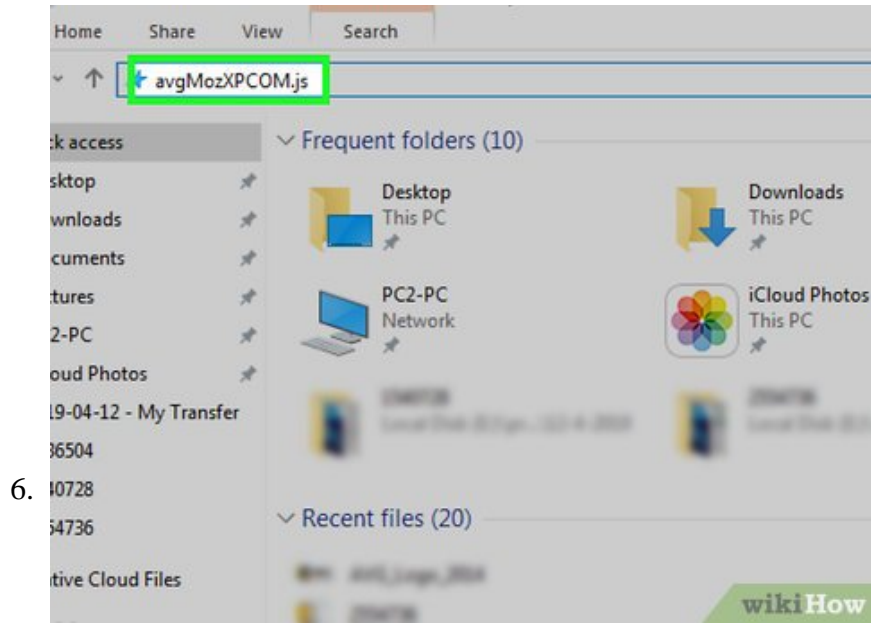 Home Share View Search
avgMozXPCOM.js
ck access
Frequent folders (10)
sktop
Desktop
This PC
Downloads
This PC
wnloads
cuments
ctures
PC2-PC
Network
iCloud Photos
This PC
2-PC
oud Photos
19-04-12 - My Transfer
36504
6.
40728
54736
Recent files (20)
ative Cloud Files
wikiHow